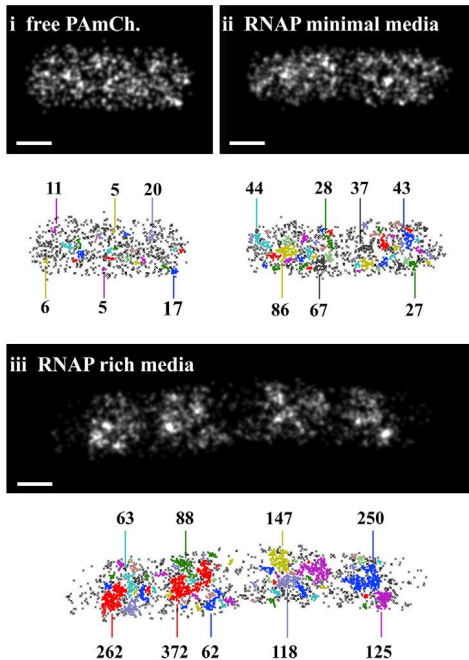 i free PAmCh.
ii RNAP minimal media
11 5 20
44 28 37 43
6 5 17
86 67 27
iii RNAP rich media
63 88 147 250
262 372 62 118 125